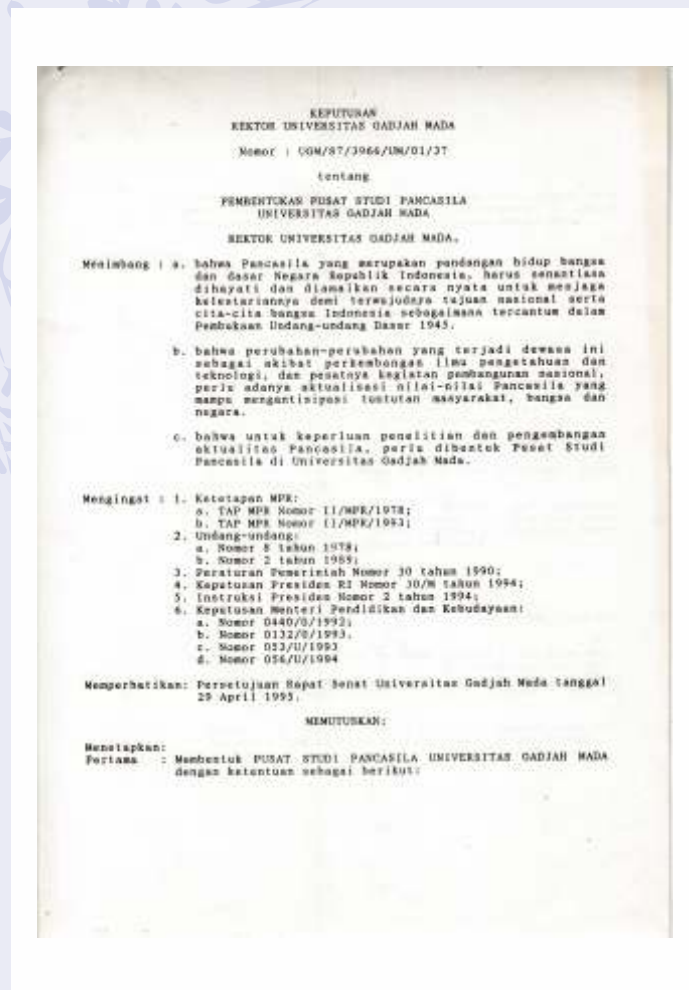 KEPUTUSAN
REKTOR UNIVERSITAS GADJAH MADA
Nomor : UGM/87/3966/UM/01/37
tentang
PEMBENTUKAN PUSAT STUDI PANCASILA
UNIVERSITAS GADJAH MADA
REKTOR UNIVERSITAS GADJAH MADA,
Menimbang : a. bahwa Pancasila yang merupakan pandangan hidup bangsa
dan dasar Negara Republik Indonesia, harus senantiasa
dihayati dan diamalkan secara nyata untuk menjaga
kelestariannya demi terwujudnya tujuan nasional serta
cita-cita bangsa Indonesia sebagaimana tercantum dalam
Pembukaan Undang-undang Dasar 1945.
b. bahwa perubahan-perubahan yang terjadi dewasa ini
sebagai akibat perkembangan ilmu pengetahuan dan
teknologi, dan pesatnya kegiatan pembangunan nasional,
perlu adanya aktualisasi nilai-nilai Pancasila yang
mampu mengantisipasi tuntutan masyarakat, bangsa dan
negara.
c. bahwa untuk keperluan penelitian dan pengembangan
aktualitas Pancasila, perlu dibentuk Pusat Studi
Pancasila di Universitas Gadjah Mada.
Mengingat : 1. Ketetapan MPR:
a. TAP MPR Nomor II/MPR/1978;
b. TAP MPR Nomor II/MPR/1993;
2. Undang-undang:
a. Nomor 8 tahun 1978;
b. Nomor 2 tahun 1989;
3. Peraturan Pemerintah Nomor 30 tahun 1990;
4. Keputusan Presiden RI Nomor 30/M tahun 1994;
5. Instruksi Presiden Nomor 2 tahun 1994;
6. Keputusan Menteri Pendidikan dan Kebudayaan:
a. Nomor 0440/0/1992;
b. Nomor 0132/0/1993.
c. Nomor 053/U/1993
d. Nomor 056/U/1994
Memperhatikan: Persetujuan Rapat Senat Universitas Gadjah Mada tanggal
29 April 1995.
MEMUTUSKAN:
Menetapkan:
Pertama : Membentuk PUSAT STUDI PANCASILA UNIVERSITAS GADJAH MADA
dengan ketentuan sebagai berikut: